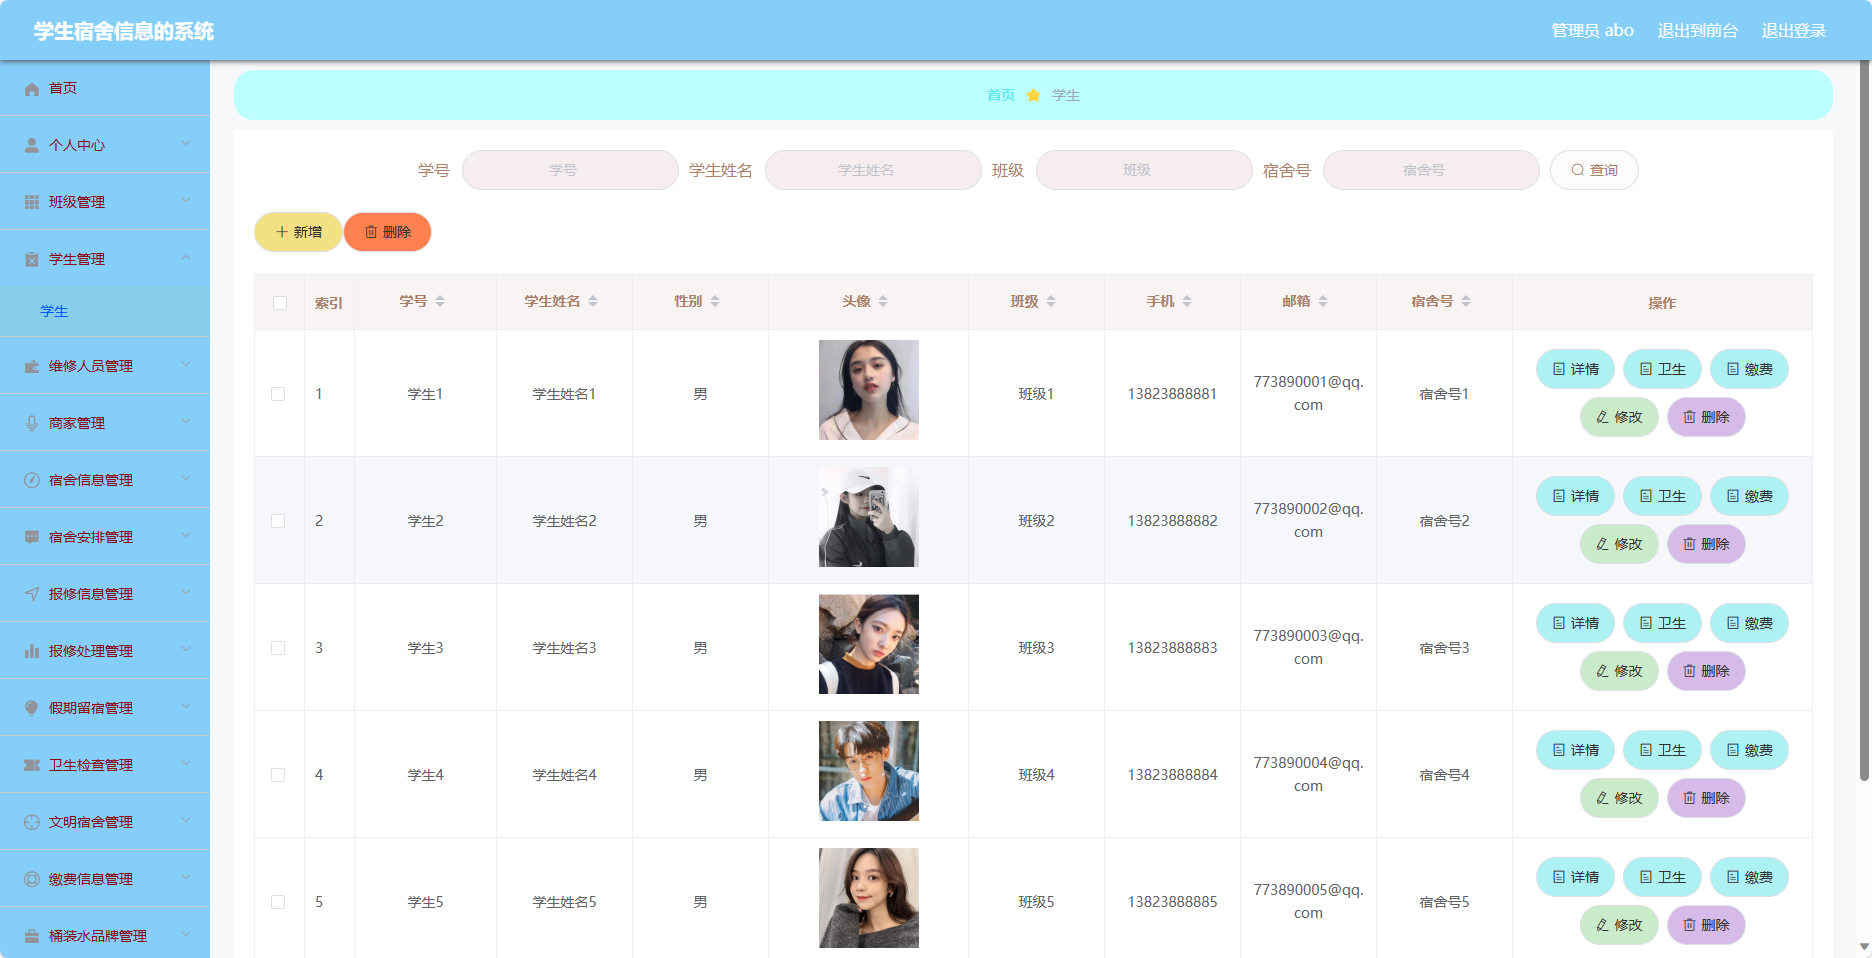 学生宿舍信息的系统
管理员 abo 退出到前台 退出登录
首页
个人中心
班级管理
学生管理
学生
维修人员管理
商家管理
宿舍信息管理
宿舍安排管理
报修信息管理
报修处理管理
假期留宿管理
卫生检查管理
文明宿舍管理
缴费信息管理
桶装水品牌管理
首页 学生
学号 学号 学生姓名 学生姓名 班级 班级 宿舍号 宿舍号 查询
新增 删除
索引 学号 学生姓名 性别 头像 班级 手机 邮箱 宿舍号 操作
1 学生1 学生姓名1 男 班级1 13823888881 773890001@qq.com 宿舍号1 详情 卫生 缴费
修改 删除
2 学生2 学生姓名2 男 班级2 13823888882 773890002@qq.com 宿舍号2 详情 卫生 缴费
修改 删除
3 学生3 学生姓名3 男 班级3 13823888883 773890003@qq.com 宿舍号3 详情 卫生 缴费
修改 删除
4 学生4 学生姓名4 男 班级4 13823888884 773890004@qq.com 宿舍号4 详情 卫生 缴费
修改 删除
5 学生5 学生姓名5 男 班级5 13823888885 773890005@qq.com 宿舍号5 详情 卫生 缴费
修改 删除